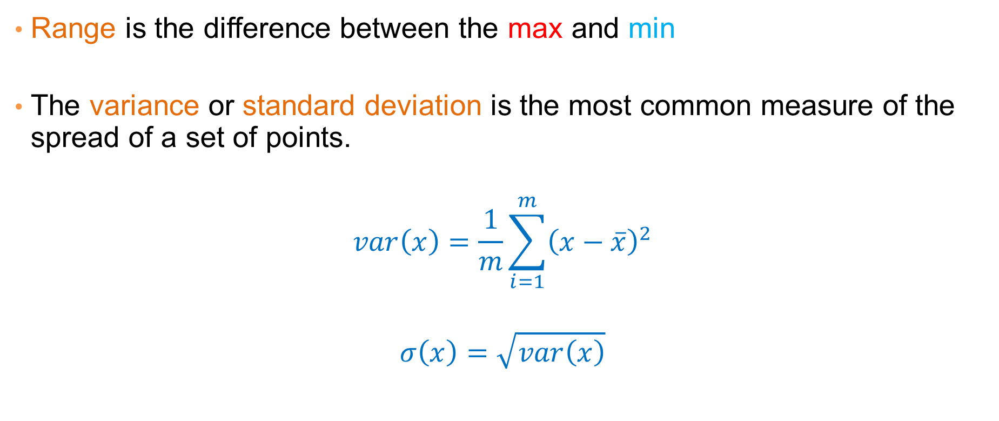 • Range is the difference between the max and min
• The variance or standard deviation is the most common measure of the
spread of a set of points.
$var(x) = \frac{1}{m}\sum_{i=1}^{m}(x - \bar{x})^2$
$\sigma(x) = \sqrt{var(x)}$